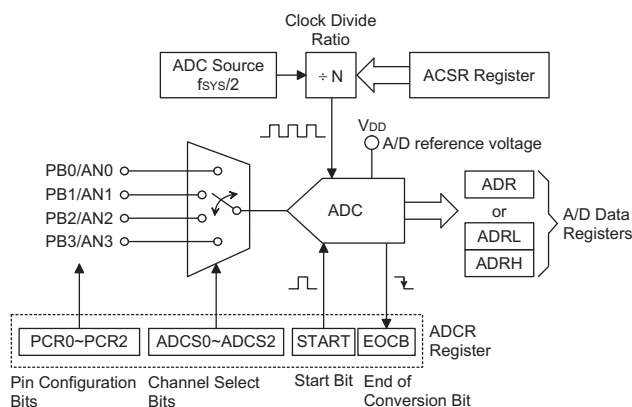 Clock Divide
Ratio
ADC Source
fSYS/2
÷ N
ACSR Register
VDD
A/D reference voltage
PB0/AN0
PB1/AN1
PB2/AN2
PB3/AN3
ADC
ADR
or
ADRL
ADRH
A/D Data
Registers
PCR0~PCR2
ADCS0~ADCS2
START
EOCB
ADCR
Register
Pin Configuration
Bits
Channel Select
Bits
Start Bit
End of
Conversion Bit